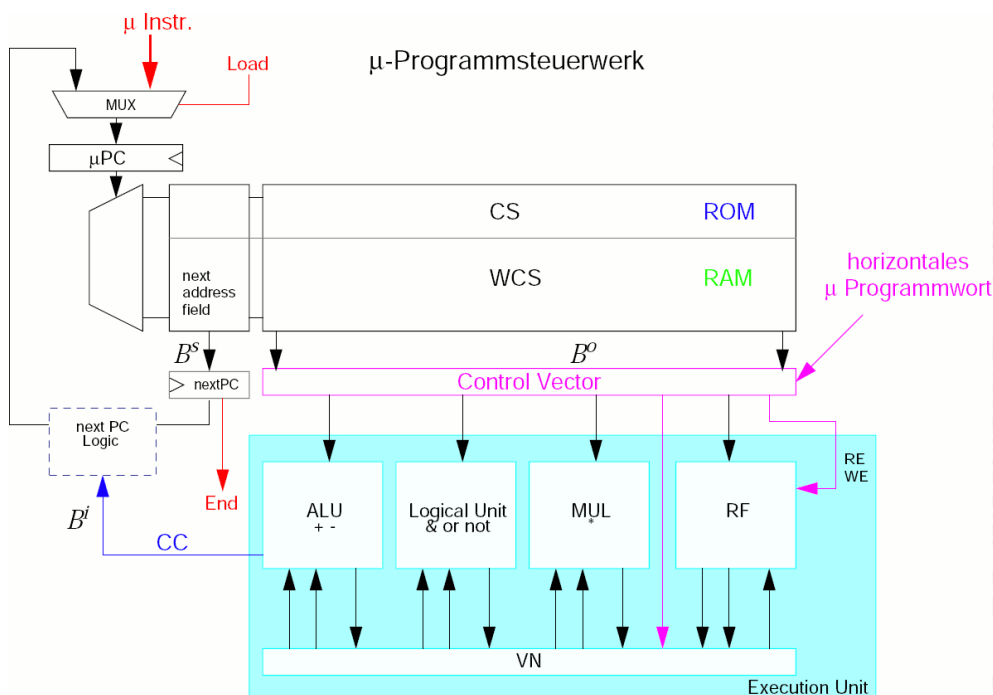 μ Instr.
μ-Programmsteuerwerk
Load
MUX
μPC
CS
ROM
WCS
RAM
next
address
field
horizontales
μ Programmwort
B^s
B^o
nextPC
Control Vector
next PC
Logic
RE
WE
End
B^i
CC
ALU
+ -
Logical Unit
& or not
MUL
*
RF
VN
Execution Unit